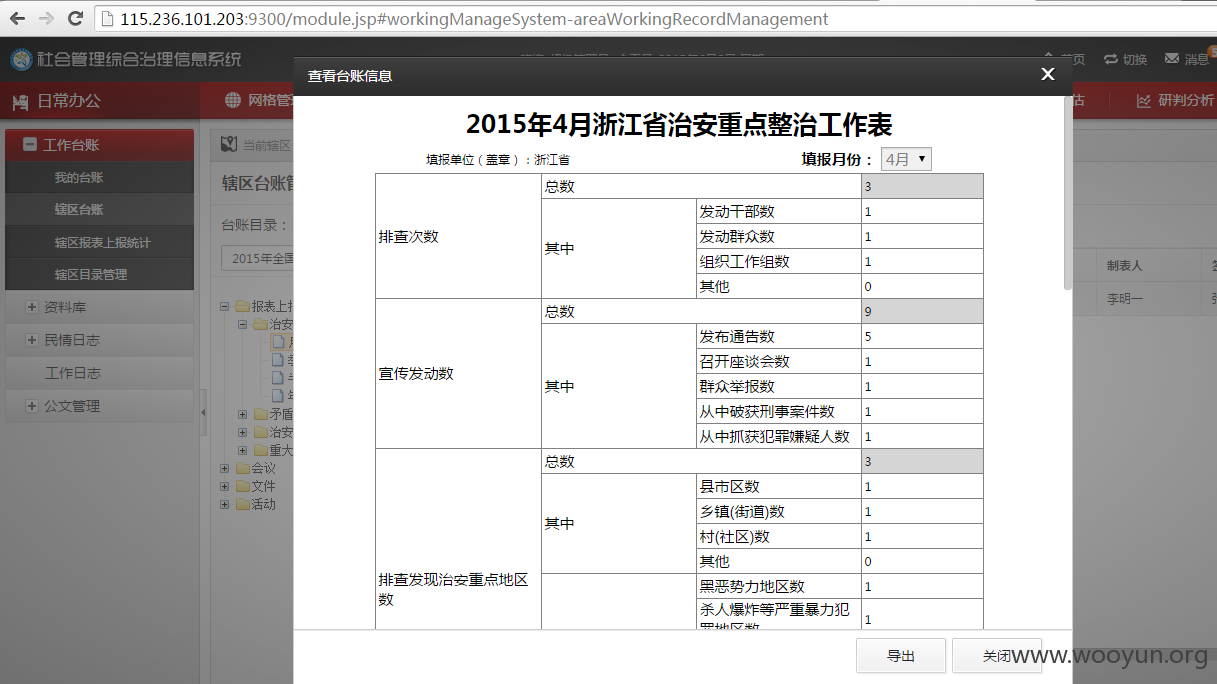 115.236.101.203:9300/module.jsp#workingManageSystem-areaWorkingRecordManagement
社会管理综合治理信息系统
首页 切换 消息
日常办公
网格管
估
研判分析
查看台账信息 X
工作台账
我的台账
辖区台账
辖区报表上报统计
辖区目录管理
资料库
民情日志
工作日志
公文管理
当前辖区
辖区台账管
台账目录：
2015年全国
报表上报
治安
矛盾
治安
重大
会议
文件
活动
制表人
李明一
2015年4月浙江省治安重点整治工作表
填报单位（盖章）：浙江省 填报月份： 4月
排查次数 总数 3
其中 发动干部数 1
发动群众数 1
组织工作组数 1
其他 0
宣传发动数 总数 9
其中 发布通告数 5
召开座谈会数 1
群众举报数 1
从中破获刑事案件数 1
从中抓获犯罪嫌疑人数 1
排查发现治安重点地区数 总数 3
其中 县市区数 1
乡镇(街道)数 1
村(社区)数 1
其他 0
黑恶势力地区数 1
杀人爆炸等严重暴力犯
罪地区数 1
导出 关闭
www.wooyun.org